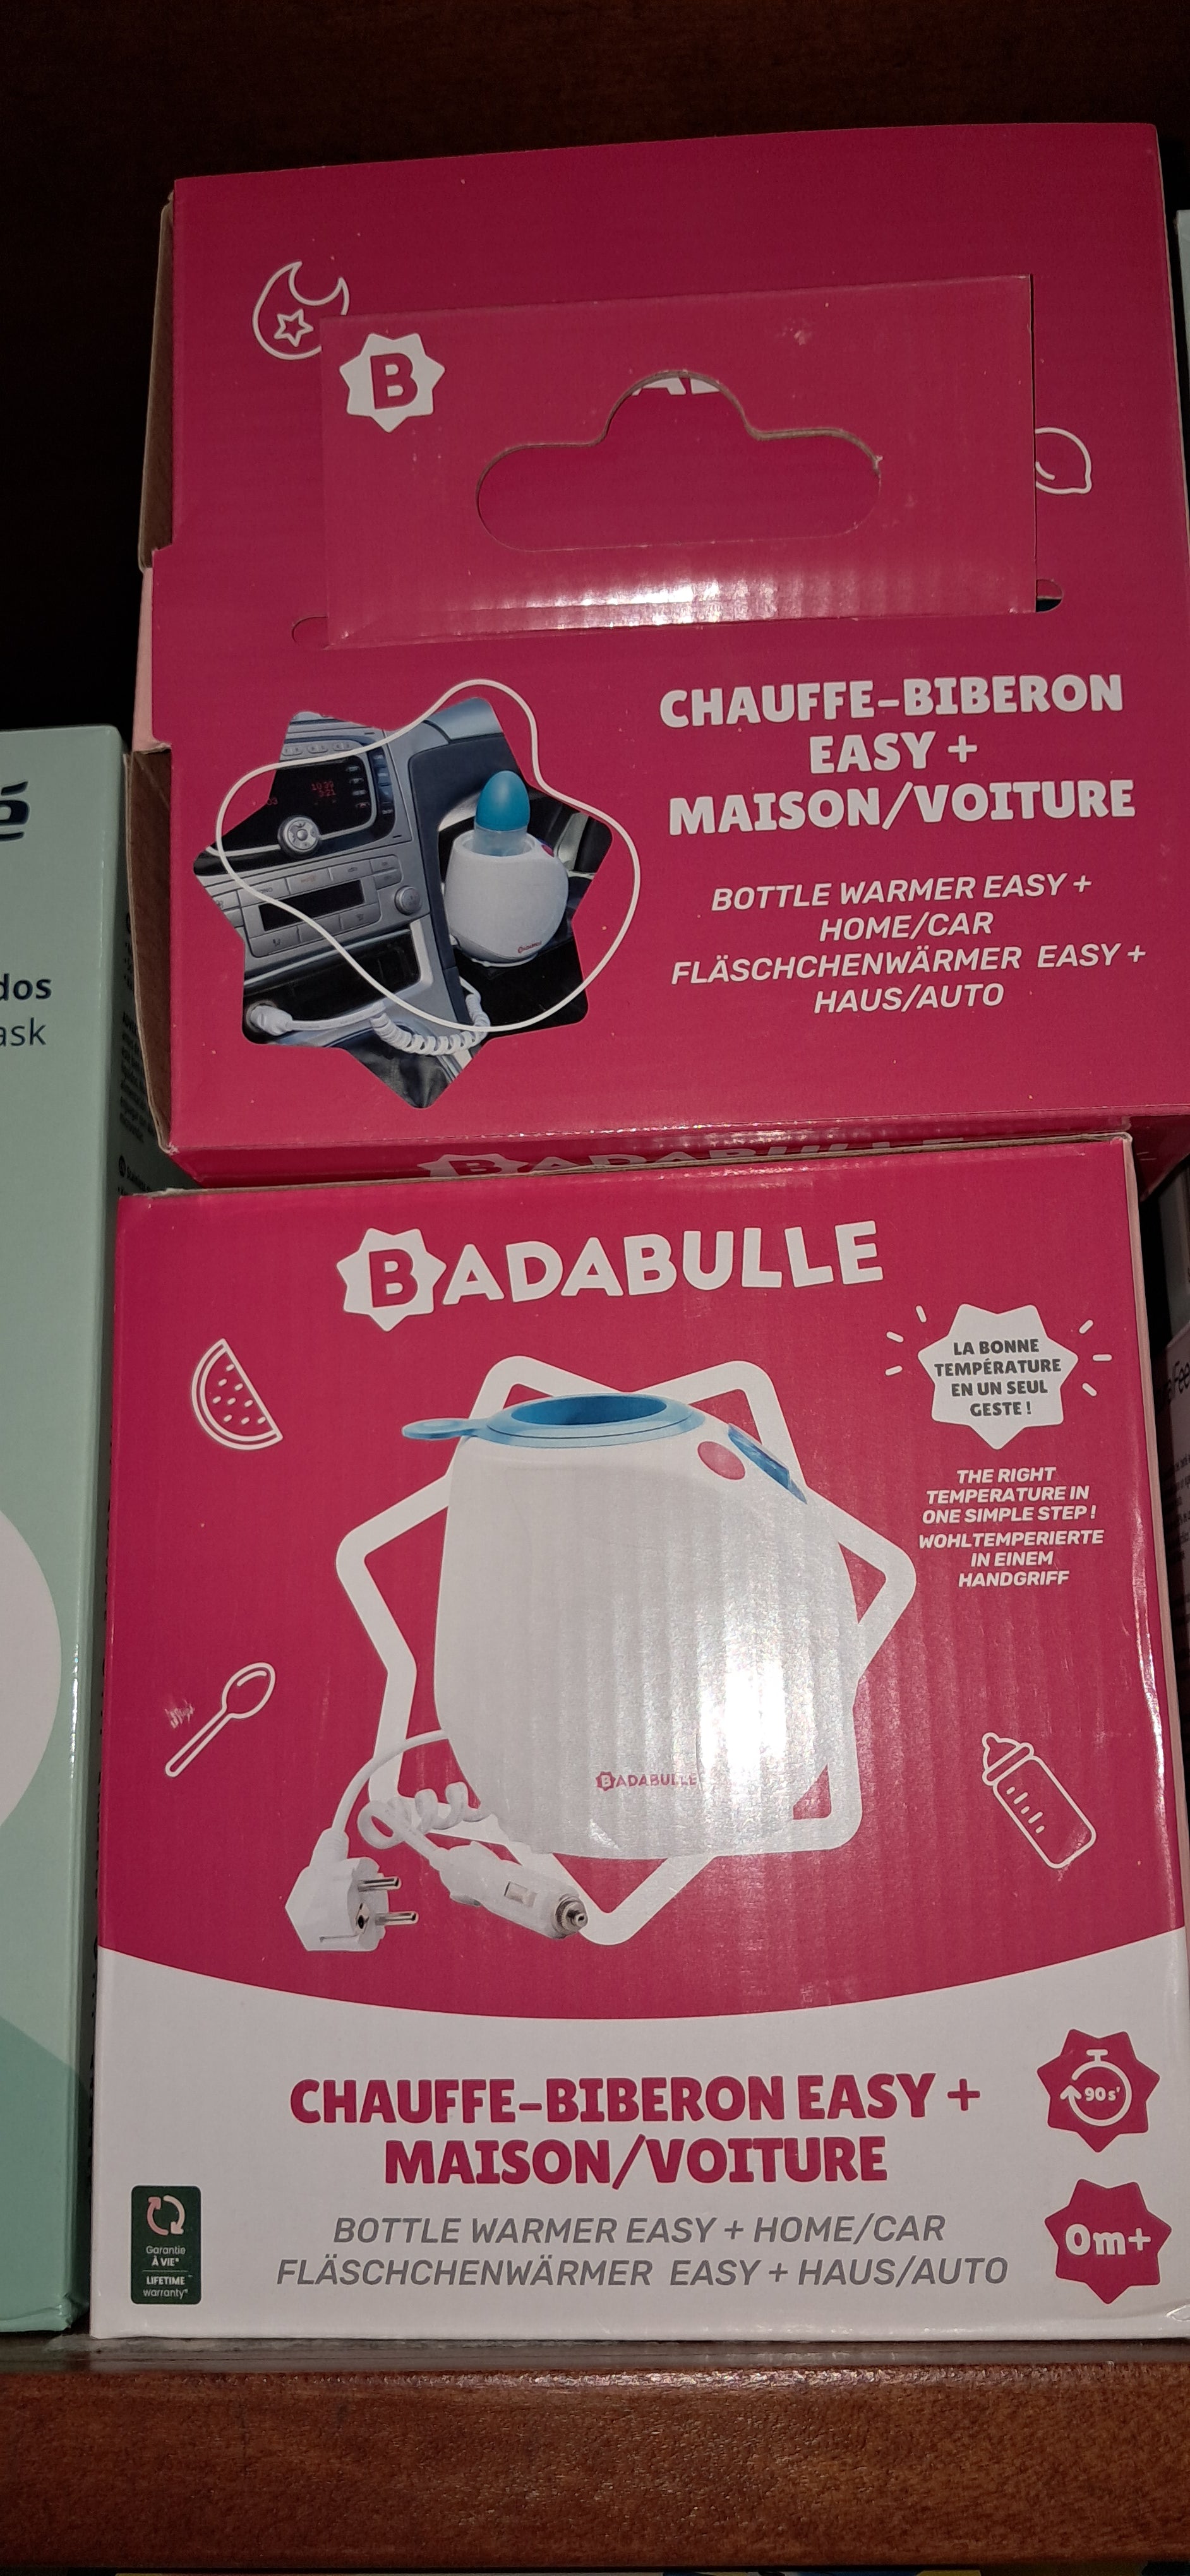 B
CHAUFFE-BIBERON
EASY +
MAISON/VOITURE
BOTTLE WARMER EASY +
HOME/CAR
FLÄSCHCHENWÄRMER EASY +
HAUS/AUTO
dos
ask
BADABULLE
BADABULLE
LA BONNE
TEMPÉRATURE
EN UN SEUL
GESTE !
THE RIGHT
TEMPERATURE IN
ONE SIMPLE STEP !
WOHLTEMPERIERTE
IN EINEM
HANDGRIFF
BADABULLE
90 s'
CHAUFFE-BIBERON EASY +
MAISON/VOITURE
BOTTLE WARMER EASY + HOME/CAR
FLÄSCHCHENWÄRMER EASY + HAUS/AUTO
0m+
Garantie
À VIE*
LIFETIME
warranty*